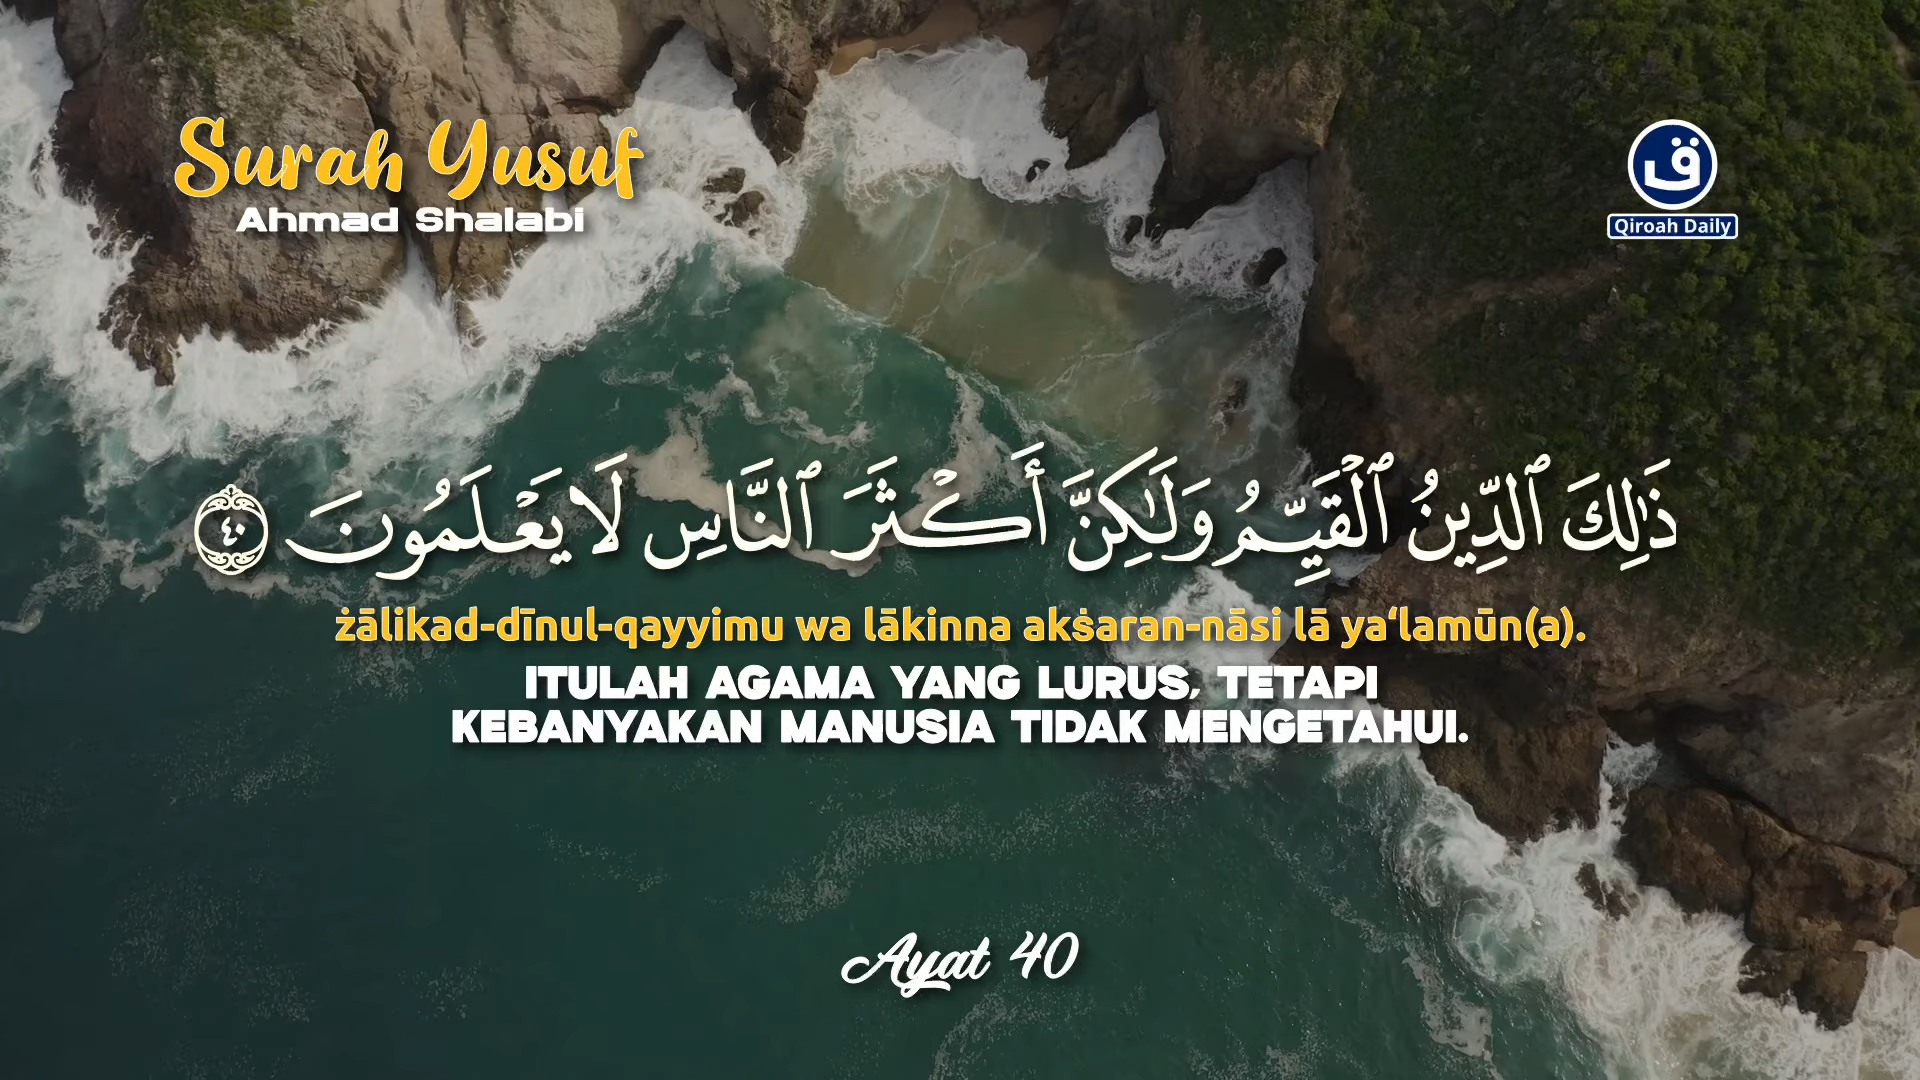 Surah Yusuf
Ahmad Shalabi
ق
Qiroah Daily
ذَٰلِكَ ٱلدِّينُ ٱلْقَيِّمُ وَلَٰكِنَّ أَكْثَرَ ٱلنَّاسِ لَا يَعْلَمُونَ ٤٠
żālikad-dīnul-qayyimu wa lākinna akṡaran-nāsi lā ya‘lamūn(a).
ITULAH AGAMA YANG LURUS, TETAPI
KEBANYAKAN MANUSIA TIDAK MENGETAHUI.
Ayat 40